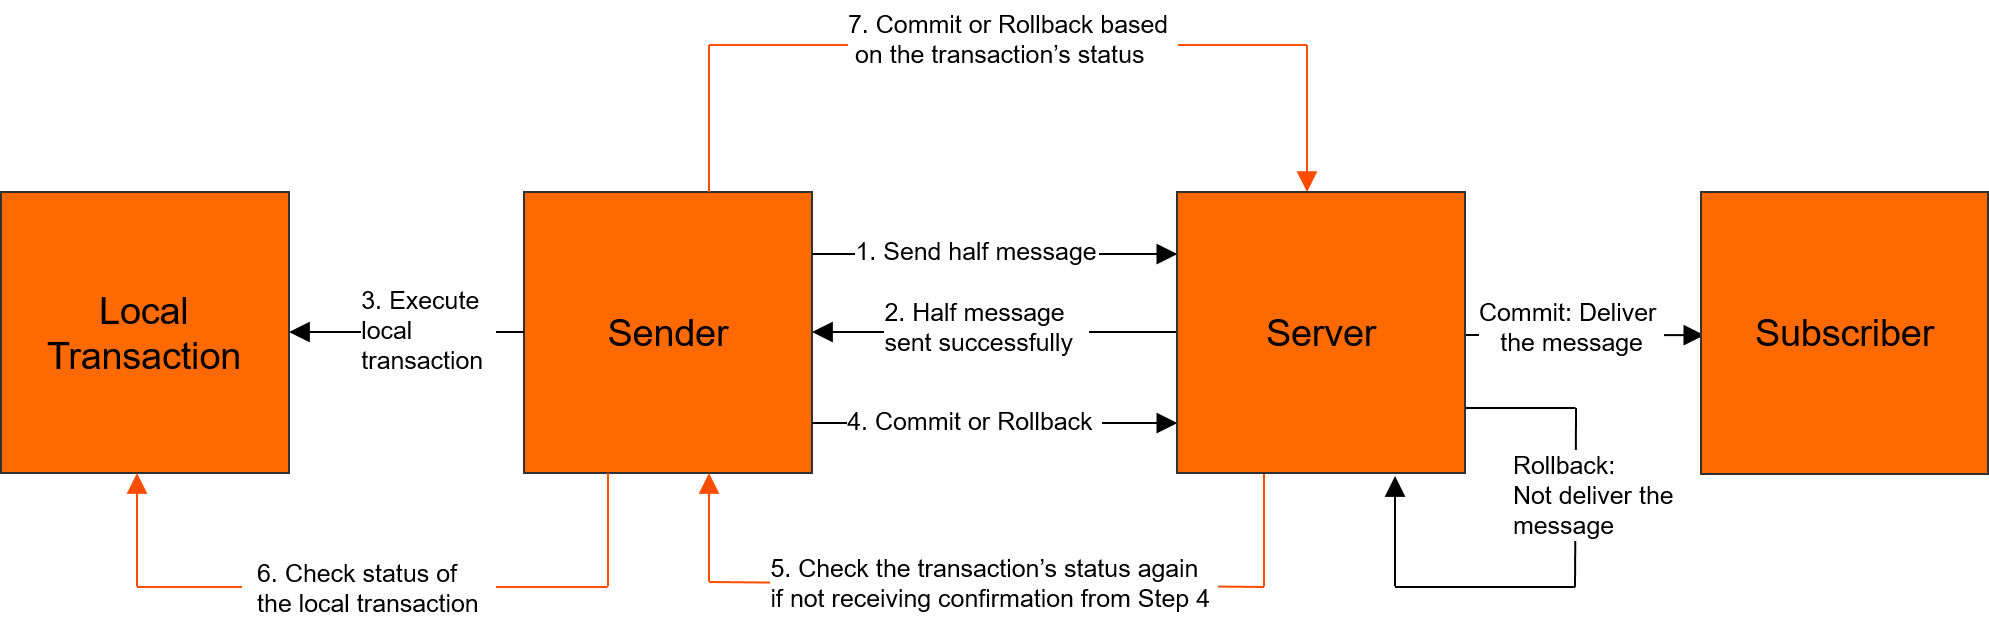 7. Commit or Rollback based
on the transaction’s status
1. Send half message
3. Execute
local
transaction
2. Half message
sent successfully
Commit: Deliver
the message
Local
Transaction
Sender
Server
Subscriber
4. Commit or Rollback
Rollback:
Not deliver the
message
6. Check status of
the local transaction
5. Check the transaction’s status again
if not receiving confirmation from Step 4